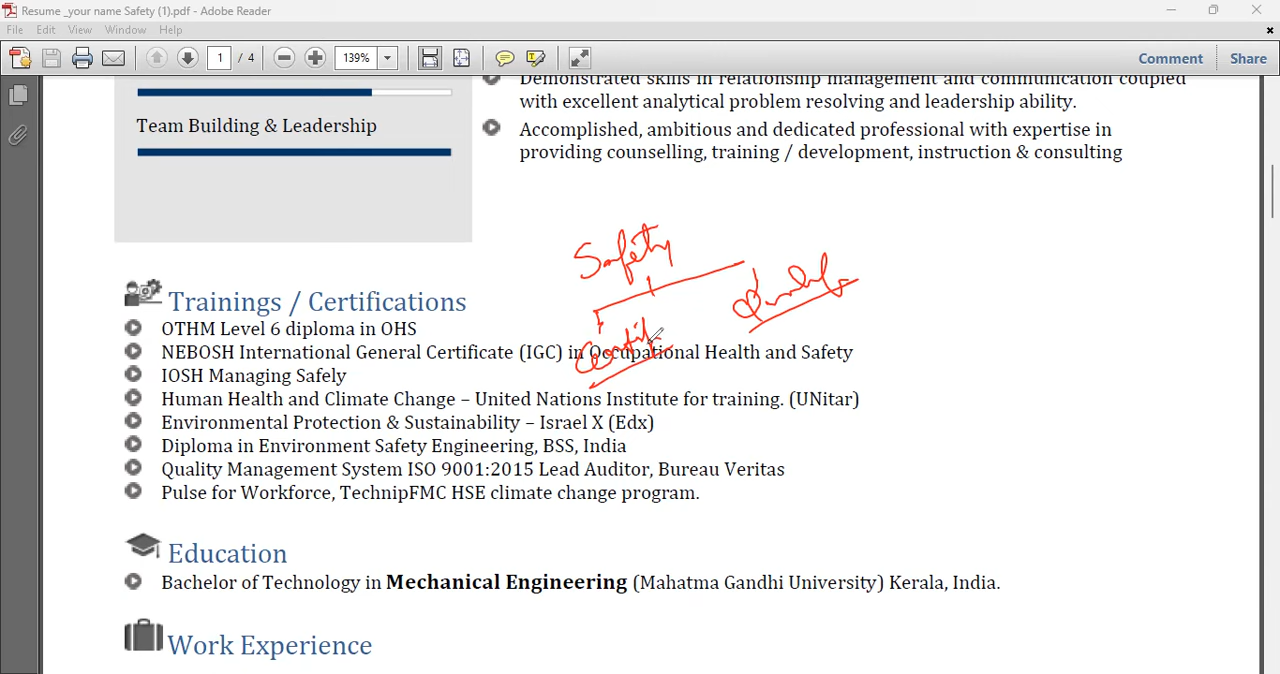 Resume _your name Safety (1).pdf - Adobe Reader
File Edit View Window Help
1 / 4 139% Comment Share
Demonstrated skills in relationship management and communication coupled
with excellent analytical problem resolving and leadership ability.
Team Building & Leadership
Accomplished, ambitious and dedicated professional with expertise in
providing counselling, training / development, instruction & consulting
Safety
Trainings / Certifications
OTHM Level 6 diploma in OHS
Certif
NEBOSH International General Certificate (IGC) in Occupational Health and Safety
IOSH Managing Safely
Human Health and Climate Change – United Nations Institute for training. (UNitar)
Environmental Protection & Sustainability – Israel X (Edx)
Diploma in Environment Safety Engineering, BSS, India
Quality Management System ISO 9001:2015 Lead Auditor, Bureau Veritas
Pulse for Workforce, TechnipFMC HSE climate change program.
Education
Bachelor of Technology in Mechanical Engineering (Mahatma Gandhi University) Kerala, India.
Work Experience